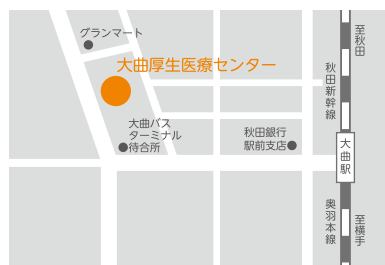 グランマート
大曲厚生医療センター
大曲バス
ターミナル
待合所
秋田銀行
駅前支店
至秋田
秋田新幹線
大曲駅
奥羽本線
至横手